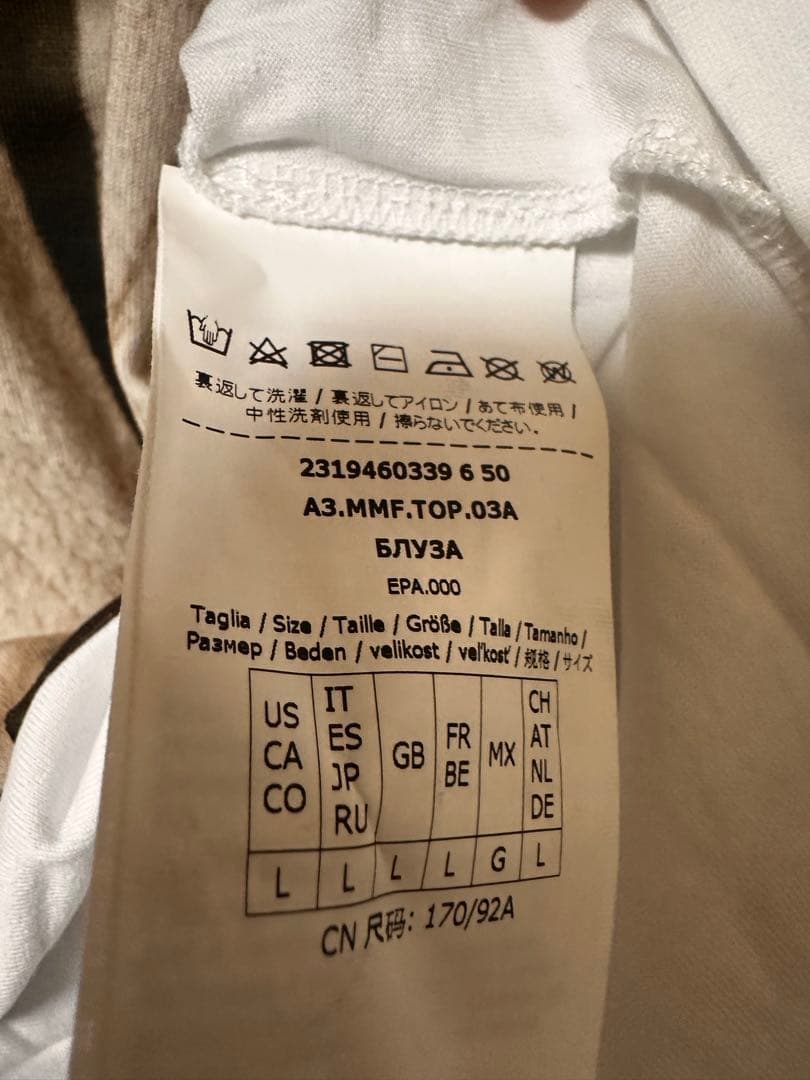 裏返して洗濯 / 裏返してアイロン / あて布使用 /
中性洗剤使用 / 擦らないでください。
2319460339 6 50
A3.MMF.TOP.03A
БЛУЗА
EPA.000
Taglia / Size / Taille / Größe / Talla / Tamanho /
Размер / Beden / velikost / veľkosť / 规格 / サイズ
US CA CO
IT ES JP RU
GB
FR BE
MX
CH AT NL DE
L L L L G L
CN 尺码: 170/92A